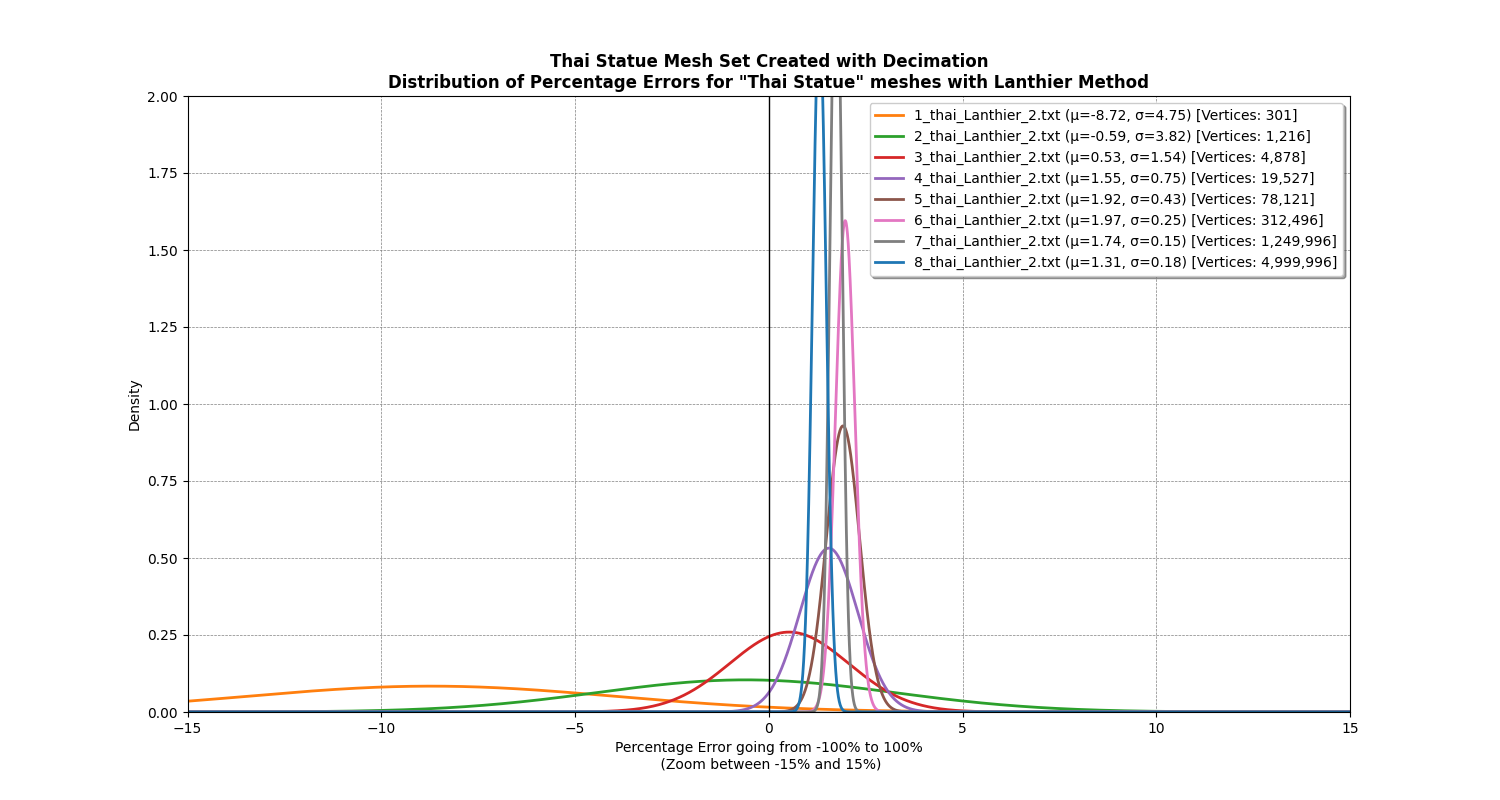 Thai Statue Mesh Set Created with Decimation
Distribution of Percentage Errors for "Thai Statue" meshes with Lanthier Method
2.00
1.75
1.50
1.25
1.00
0.75
0.50
0.25
0.00
Density
1_thai_Lanthier_2.txt (μ=-8.72, σ=4.75) [Vertices: 301]
2_thai_Lanthier_2.txt (μ=-0.59, σ=3.82) [Vertices: 1,216]
3_thai_Lanthier_2.txt (μ=0.53, σ=1.54) [Vertices: 4,878]
4_thai_Lanthier_2.txt (μ=1.55, σ=0.75) [Vertices: 19,527]
5_thai_Lanthier_2.txt (μ=1.92, σ=0.43) [Vertices: 78,121]
6_thai_Lanthier_2.txt (μ=1.97, σ=0.25) [Vertices: 312,496]
7_thai_Lanthier_2.txt (μ=1.74, σ=0.15) [Vertices: 1,249,996]
8_thai_Lanthier_2.txt (μ=1.31, σ=0.18) [Vertices: 4,999,996]
−15 −10 −5 0 5 10 15
Percentage Error going from -100% to 100%
(Zoom between -15% and 15%)